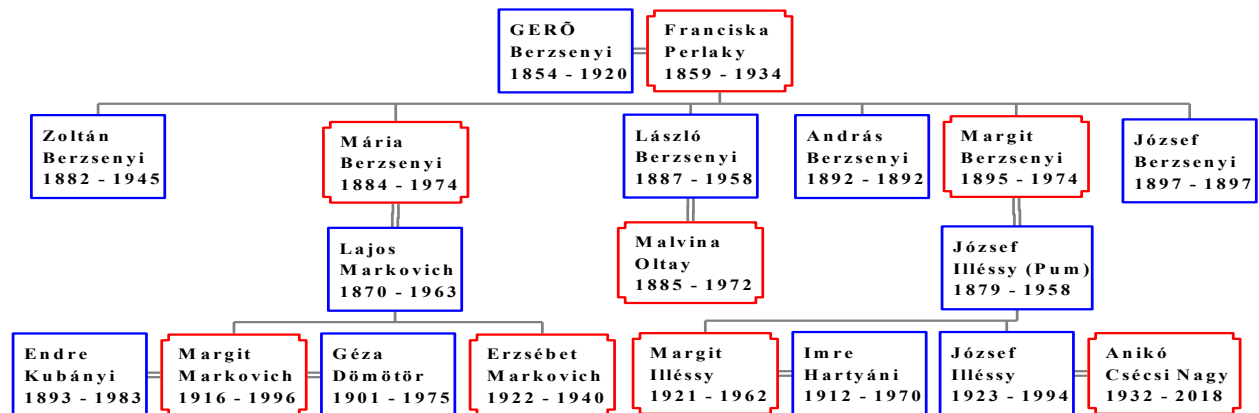 GERÕ
Berzsenyi
1854 - 1920
Franciska
Perlaky
1859 - 1934
Zoltán
Berzsenyi
1882 - 1945
Mária
Berzsenyi
1884 - 1974
László
Berzsenyi
1887 - 1958
András
Berzsenyi
1892 - 1892
Margit
Berzsenyi
1895 - 1974
József
Berzsenyi
1897 - 1897
Lajos
Markovich
1870 - 1963
Malvina
Oltay
1885 - 1972
József
Illéssy (Pum)
1879 - 1958
Endre
Kubányi
1893 - 1983
Margit
Markovich
1916 - 1996
Géza
Dömötör
1901 - 1975
Erzsébet
Markovich
1922 - 1940
Margit
Illéssy
1921 - 1962
Imre
Hartyáni
1912 - 1970
József
Illéssy
1923 - 1994
Anikó
Csécsi Nagy
1932 - 2018